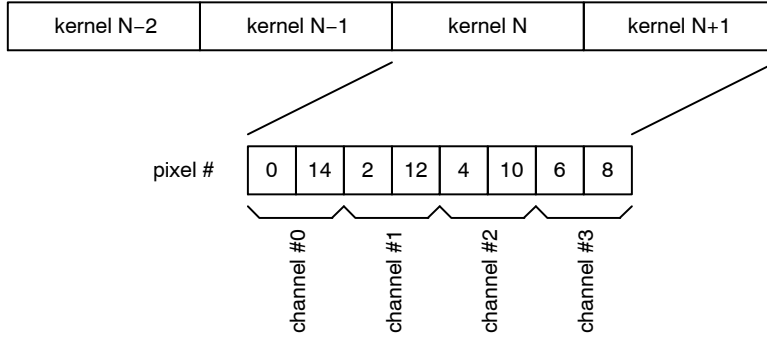 kernel N−2 kernel N−1 kernel N kernel N+1
pixel # 0 14 2 12 4 10 6 8
channel #0 channel #1 channel #2 channel #3